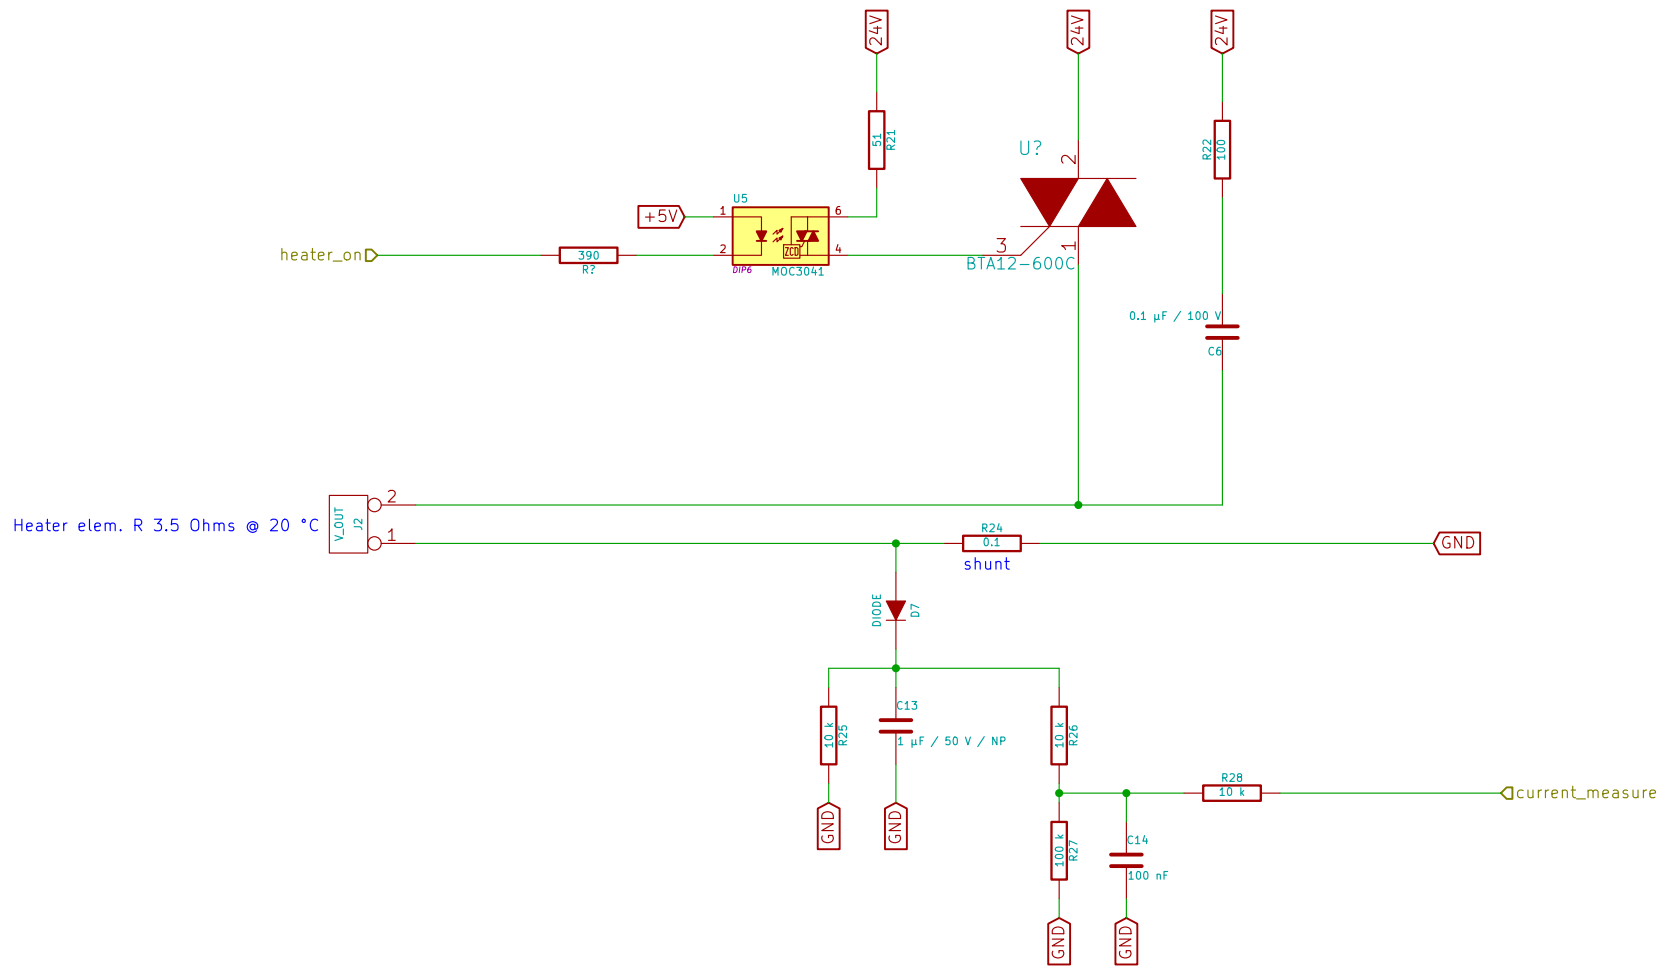 24V
24V
24V
51
R21
R22
100
U?
2
1
3
BTA12-600C
+5V
U5
1
2
6
4
ZCD
DIP6
MOC3041
heater_on
390
R?
0.1 µF / 100 V
C6
Heater elem. R 3.5 Ohms @ 20 °C
V_OUT
J2
2
1
R24
0.1
shunt
GND
DIODE
D7
10 k
R25
C13
1 µF / 50 V / NP
10 k
R26
R28
10 k
current_measure
GND
GND
100 k
R27
C14
100 nF
GND
GND